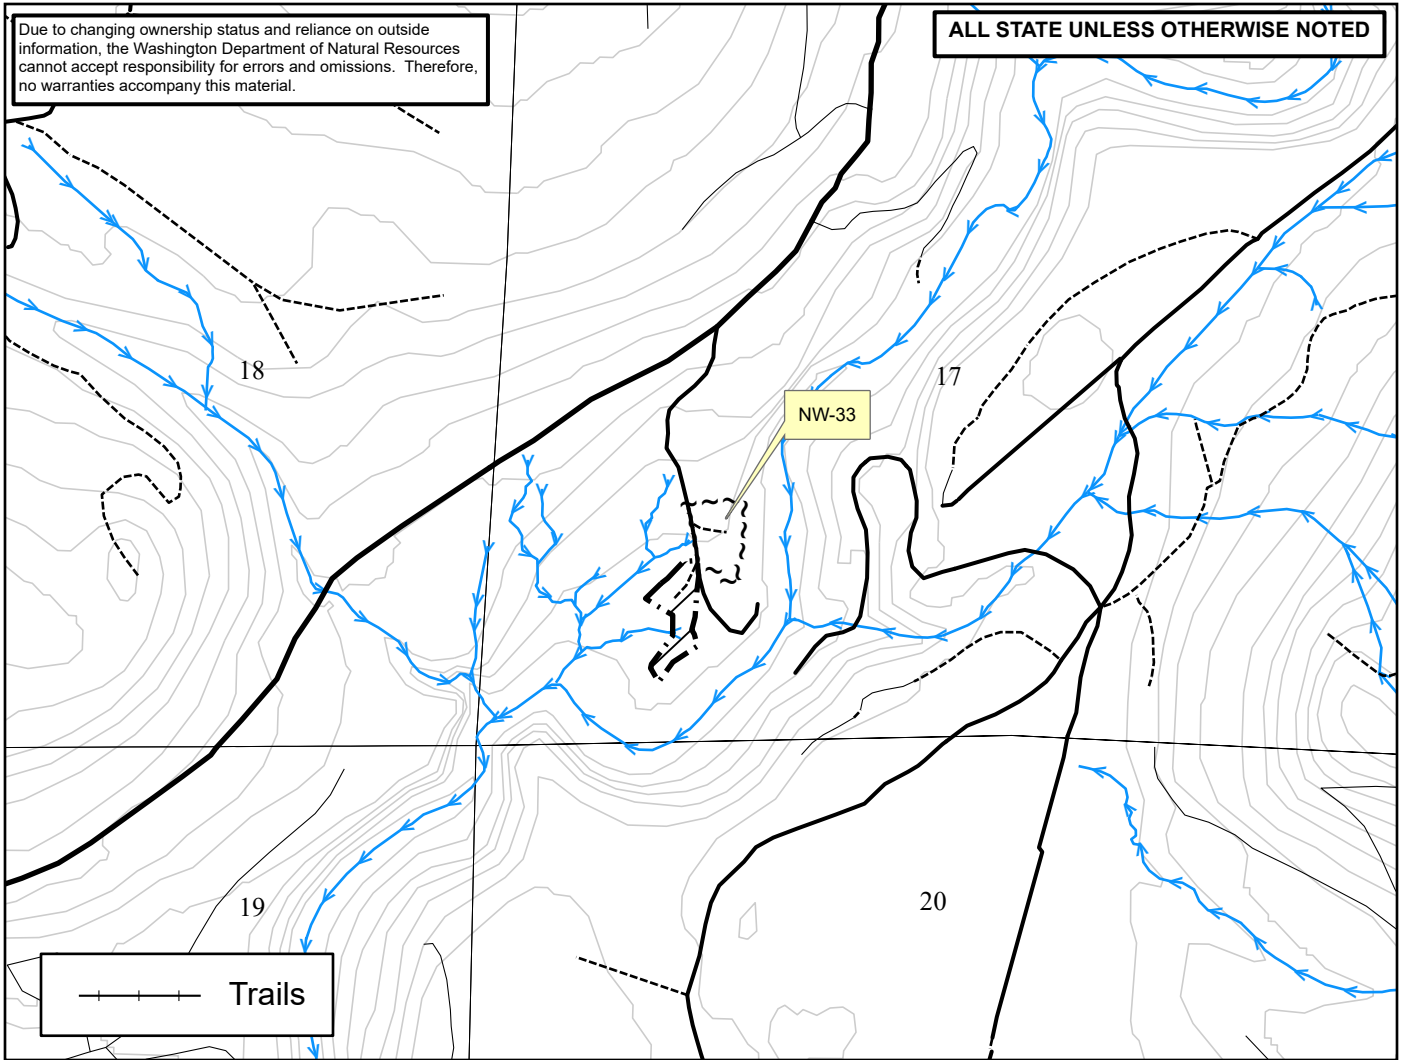 Due to changing ownership status and reliance on outside
information, the Washington Department of Natural Resources
cannot accept responsibility for errors and omissions. Therefore,
no warranties accompany this material.
ALL STATE UNLESS OTHERWISE NOTED
18
17
NW-33
19
20
Trails